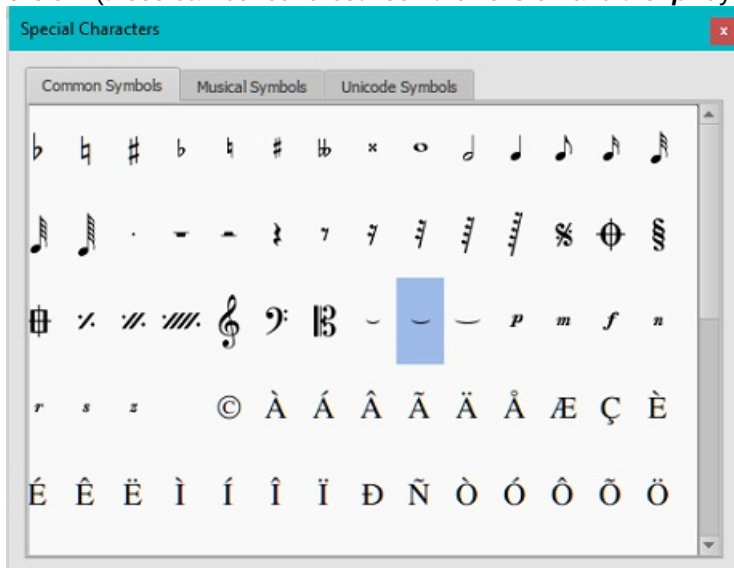 Special Characters x
Common Symbols Musical Symbols Unicode Symbols
♭ ♮ ♯ ♭ ♮ ♯ 𝄫 𝄪 𝅝 𝅗𝅥 ♩ ♪ 𝅘𝅥𝅯 𝅘𝅥𝅰
𝅘𝅥𝅱 𝅘𝅥𝅲 · 𝄻 𝄼 𝄽 𝄾 𝄿 𝅀 𝅁 𝅂 𝄋 𝄌 §
𝄞 𝄢 𝄡 ‿ ‿ ‿ p m f n
r s z © À Á Â Ã Ä Å Æ Ç È
É Ê Ë Ì Í Î Ï Ð Ñ Ò Ó Ô Õ Ö